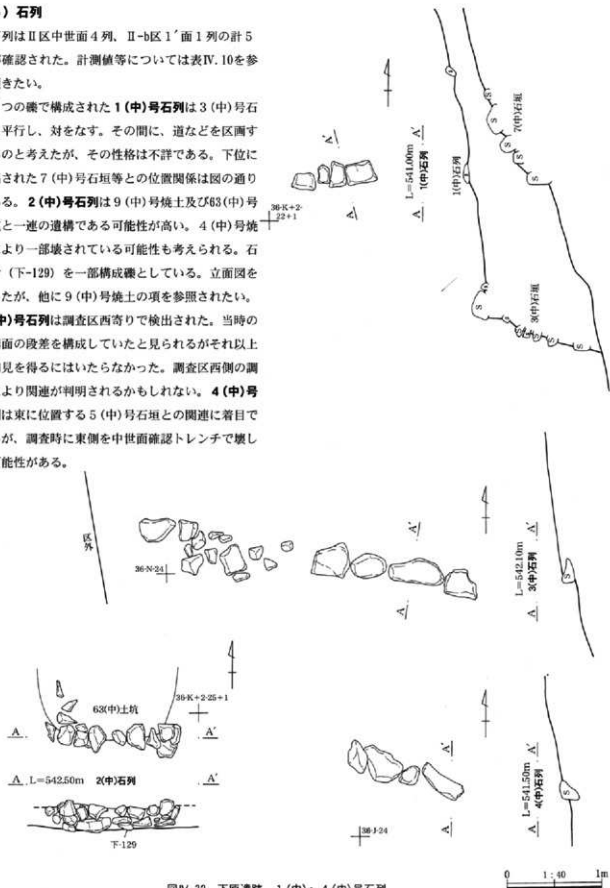 ）石列
列はⅡ区中世面４列、Ⅱ-b区１′面１列の計５
確認された。計測値等については表Ⅳ.10を参
きたい。
つの礫で構成された１(中)号石列は３(中)号石
平行し、対をなす。その間に、道などを区画す
のと考えたが、その性格は不詳である。下位に
された７(中)号石垣等との位置関係は図の通り
る。２(中)号石列は９(中)号焼土及び63(中)号
と一連の遺構である可能性が高い。４(中)号焼
より一部壊されている可能性も考えられる。石
（下-129）を一部構成礫としている。立面図を
たが、他に９(中)号焼土の項を参照されたい。
中)号石列は調査区西寄りで検出された。当時の
面の段差を構成していたと見られるがそれ以上
見を得るにはいたらなかった。調査区西側の調
より関連が判明されるかもしれない。４(中)号
は東に位置する５(中)号石垣との関連に着目で
が、調査時に東側を中世面確認トレンチで壊し
能性がある。
A′
A
36-K+2-
22+1
A′
L=541.00m
1(中)石列
A
1(中)石列
7(中)石垣
3(中)石垣
S
S
S
S
S
S
区外
36-N-24
A′
A
A′
L=542.10m
3(中)石列
A
S
63(中)土坑
36-K+2-25+1
A
A′
A
L=542.50m 2(中)石列
A′
下-129
36-J-24
A′
A
A′
L=541.50m
4(中)石列
A
S
0
1:40
1m